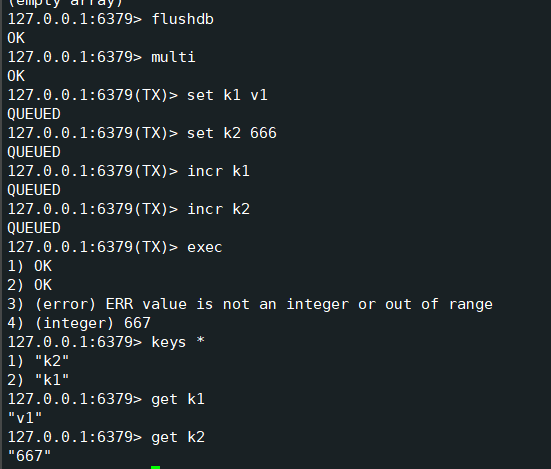 (empty array)
127.0.0.1:6379> flushdb
OK
127.0.0.1:6379> multi
OK
127.0.0.1:6379(TX)> set k1 v1
QUEUED
127.0.0.1:6379(TX)> set k2 666
QUEUED
127.0.0.1:6379(TX)> incr k1
QUEUED
127.0.0.1:6379(TX)> incr k2
QUEUED
127.0.0.1:6379(TX)> exec
1) OK
2) OK
3) (error) ERR value is not an integer or out of range
4) (integer) 667
127.0.0.1:6379> keys *
1) "k2"
2) "k1"
127.0.0.1:6379> get k1
"v1"
127.0.0.1:6379> get k2
"667"